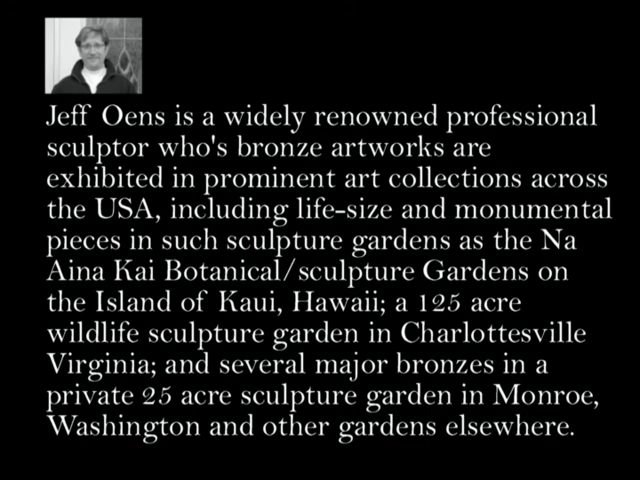 Jeff Oens is a widely renowned professional
sculptor who's bronze artworks are
exhibited in prominent art collections across
the USA, including life-size and monumental
pieces in such sculpture gardens as the Na
Aina Kai Botanical/sculpture Gardens on
the Island of Kaui, Hawaii; a 125 acre
wildlife sculpture garden in Charlottesville
Virginia; and several major bronzes in a
private 25 acre sculpture garden in Monroe,
Washington and other gardens elsewhere.